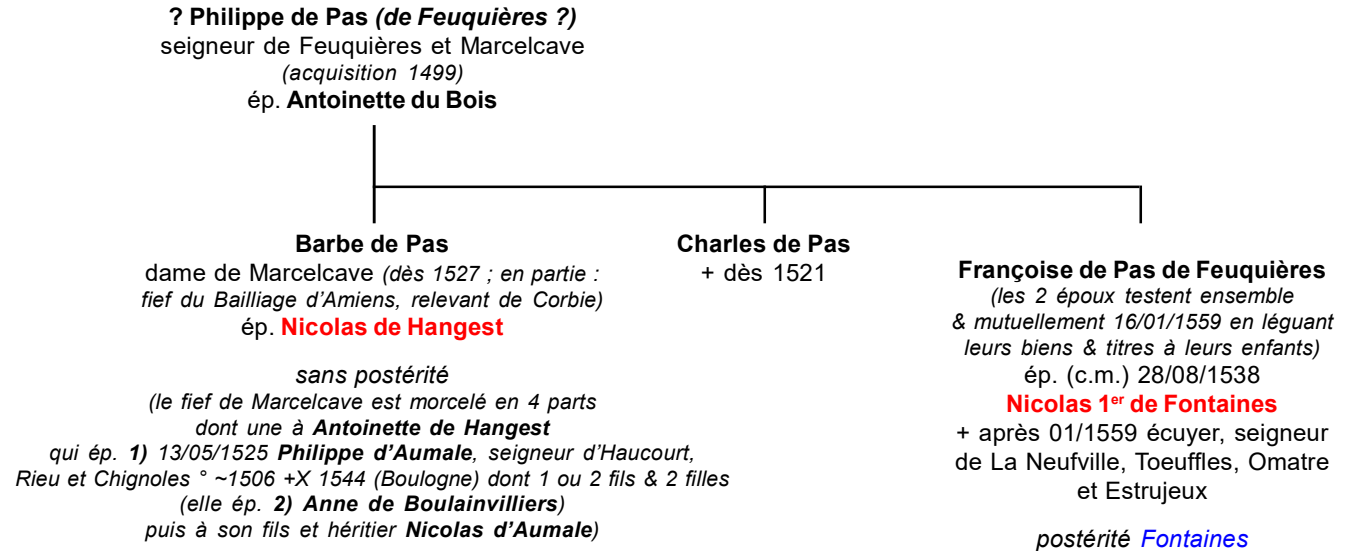 ? Philippe de Pas (de Feuquières ?)
seigneur de Feuquières et Marcelcave
(acquisition 1499)
ép. Antoinette du Bois
Barbe de Pas
dame de Marcelcave (dès 1527 ; en partie :
fief du Bailliage d'Amiens, relevant de Corbie)
ép. Nicolas de Hangest
sans postérité
(le fief de Marcelcave est morcelé en 4 parts
dont une à Antoinette de Hangest
qui ép. 1) 13/05/1525 Philippe d'Aumale, seigneur d'Haucourt,
Rieu et Chignoles ° ~1506 +X 1544 (Boulogne) dont 1 ou 2 fils & 2 filles
(elle ép. 2) Anne de Boulainvilliers)
puis à son fils et héritier Nicolas d'Aumale)
Charles de Pas
+ dès 1521
Françoise de Pas de Feuquières
(les 2 époux testent ensemble
& mutuellement 16/01/1559 en léguant
leurs biens & titres à leurs enfants)
ép. (c.m.) 28/08/1538
Nicolas 1er de Fontaines
+ après 01/1559 écuyer, seigneur
de La Neufville, Toeuffles, Omatre
et Estrujeux
postérité Fontaines